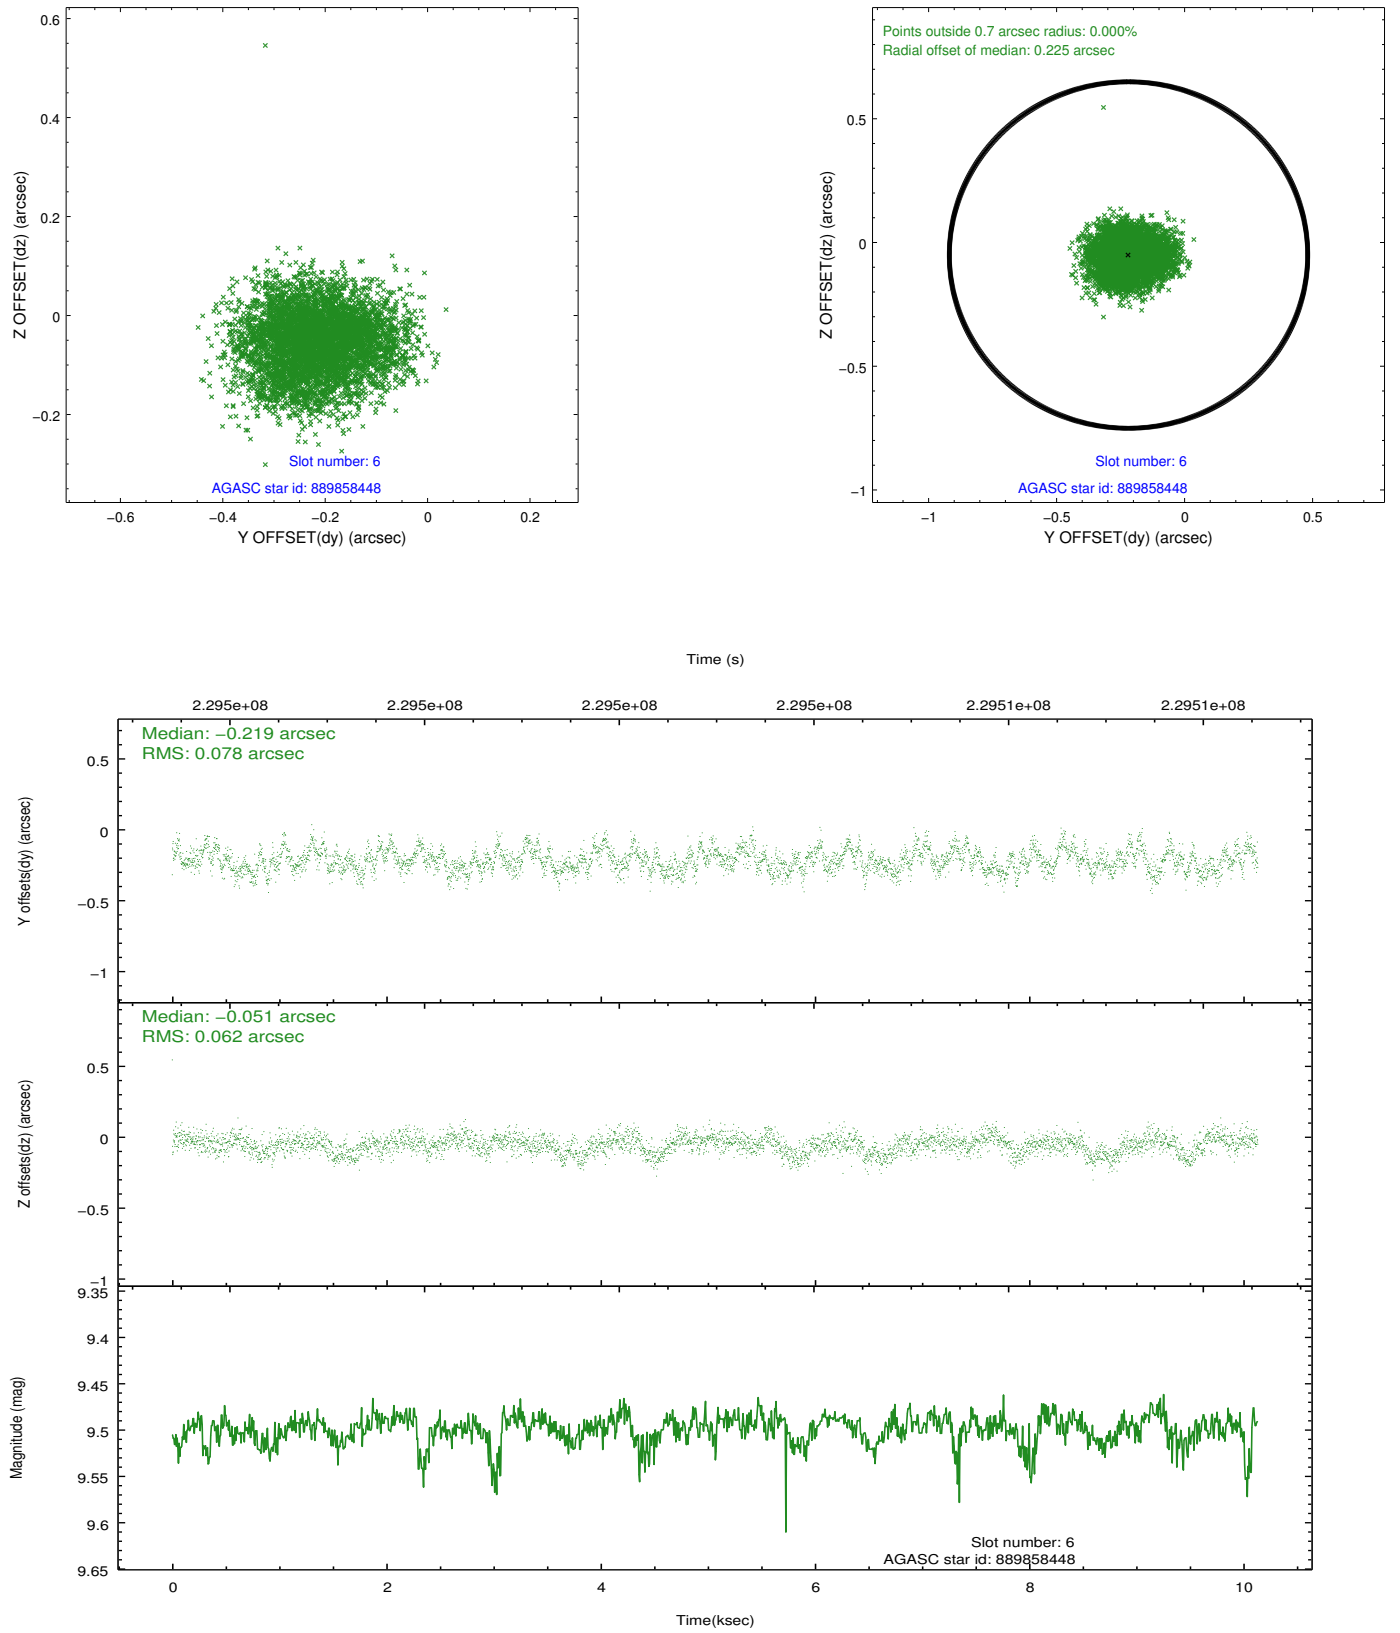 0.6
0.4
0.2
0
−0.2
Z OFFSET(dz) (arcsec)
Slot number: 6
AGASC star id: 889858448
−0.6 −0.4 −0.2 0 0.2
Y OFFSET(dy) (arcsec)
Points outside 0.7 arcsec radius: 0.000%
Radial offset of median: 0.225 arcsec
0.5
0
−0.5
−1
Z OFFSET(dz) (arcsec)
Slot number: 6
AGASC star id: 889858448
−1 −0.5 0 0.5
Y OFFSET(dy) (arcsec)
Time (s)
2.295e+08 2.295e+08 2.295e+08 2.295e+08 2.2951e+08 2.2951e+08
Median: −0.219 arcsec
RMS: 0.078 arcsec
0.5
0
−0.5
−1
Y offsets(dy) (arcsec)
Median: −0.051 arcsec
RMS: 0.062 arcsec
0.5
0
−0.5
−1
Z offsets(dz) (arcsec)
9.35
9.4
9.45
9.5
9.55
9.6
9.65
Magnitude (mag)
Slot number: 6
AGASC star id: 889858448
0 2 4 6 8 10
Time(ksec)